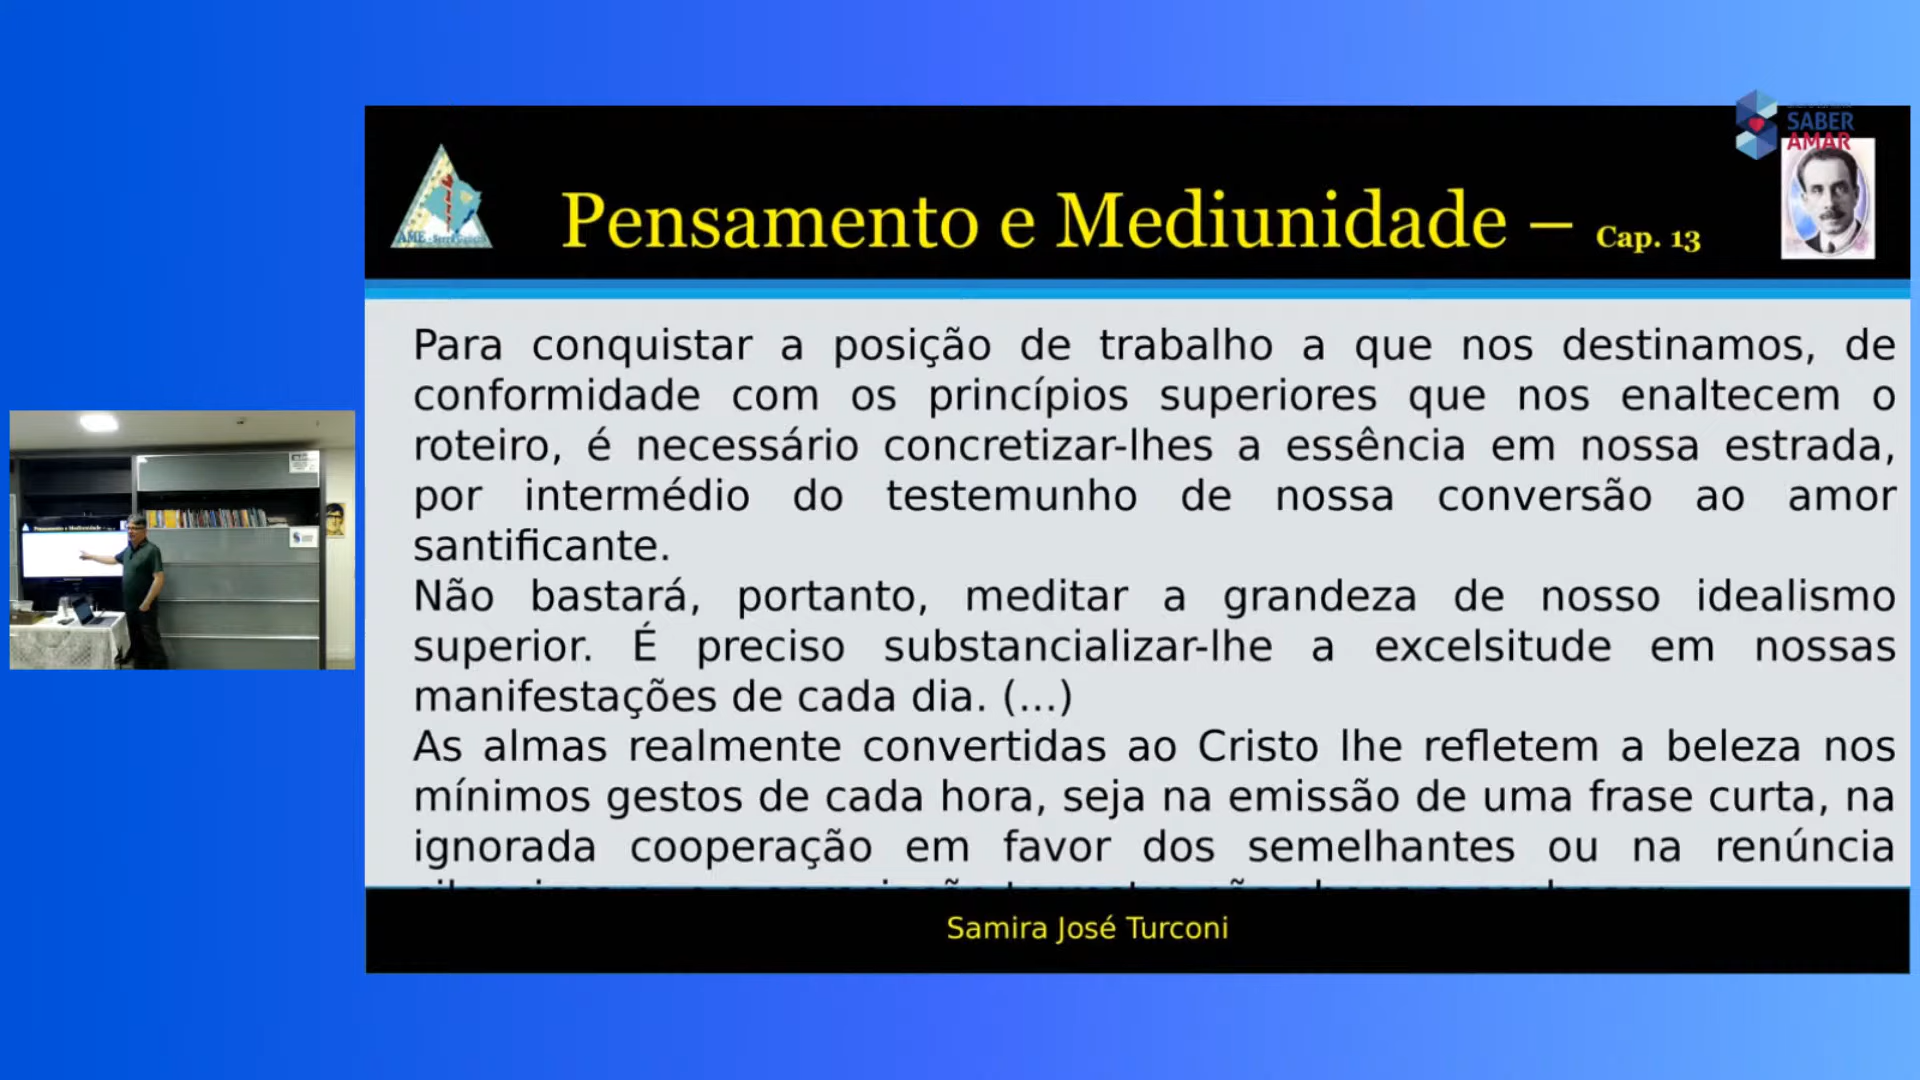 SABER
AMAR
AME
Pensamento e Mediunidade – Cap. 13
Para conquistar a posição de trabalho a que nos destinamos, de
conformidade com os princípios superiores que nos enaltecem o
roteiro, é necessário concretizar-lhes a essência em nossa estrada,
por intermédio do testemunho de nossa conversão ao amor
santificante.
Não bastará, portanto, meditar a grandeza de nosso idealismo
superior. É preciso substancializar-lhe a excelsitude em nossas
manifestações de cada dia. (...)
As almas realmente convertidas ao Cristo lhe refletem a beleza nos
mínimos gestos de cada hora, seja na emissão de uma frase curta, na
ignorada cooperação em favor dos semelhantes ou na renúncia
Samira José Turconi
Pensamento e Mediunidade